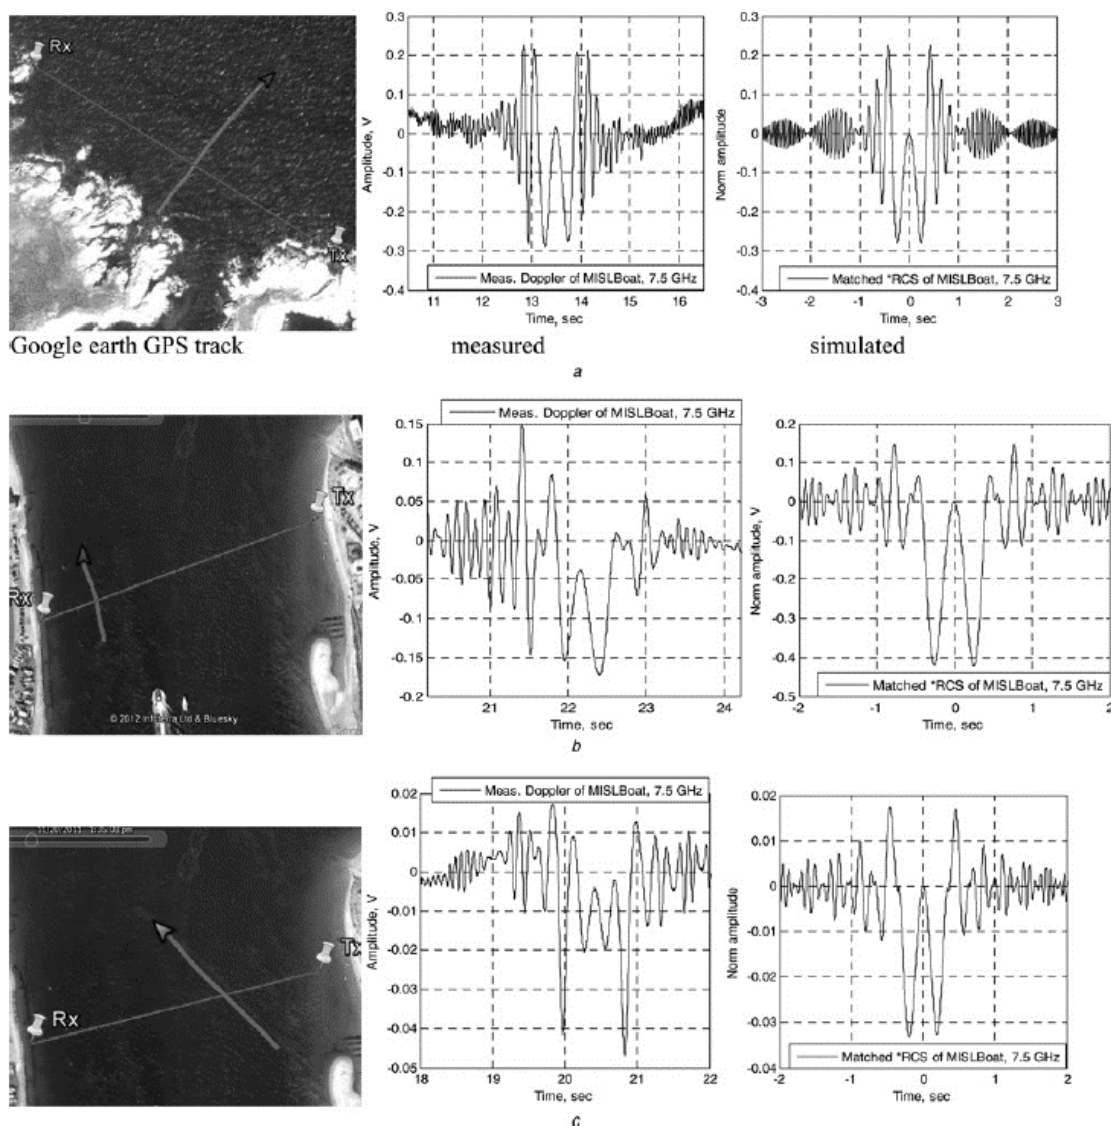 Rx
Tx
Google earth GPS track
0.3
0.2
0.1
0
-0.1
-0.2
-0.3
-0.4
Amplitude, V
Meas. Doppler of MISLBoat, 7.5 GHz
11 12 13 14 15 16
Time, sec
measured
0.3
0.2
0.1
0
-0.1
-0.2
-0.3
-0.4
Norm amplitude
Matched *RCS of MISLBoat, 7.5 GHz
-3 -2 -1 0 1 2 3
Time, sec
simulated
a
Tx
Rx
© 2012 Infoterra Ltd & Bluesky
Meas. Doppler of MISLBoat, 7.5 GHz
0.15
0.1
0.05
0
-0.05
-0.1
-0.15
-0.2
Amplitude, V
21 22 23 24
Time, sec
0.2
0.1
0
-0.1
-0.2
-0.3
-0.4
-0.5
Norm amplitude
Matched *RCS of MISLBoat, 7.5 GHz
-2 -1 0 1 2
Time, sec
b
Tx
Rx
Meas. Doppler of MISLBoat, 7.5 GHz
0.02
0.01
0
-0.01
-0.02
-0.03
-0.04
-0.05
Amplitude, V
18 19 20 21 22
Time, sec
0.02
0.01
0
-0.01
-0.02
-0.03
-0.04
Norm amplitude
Matched *RCS of MISLBoat, 7.5 GHz
-2 -1 0 1 2
Time, sec
c